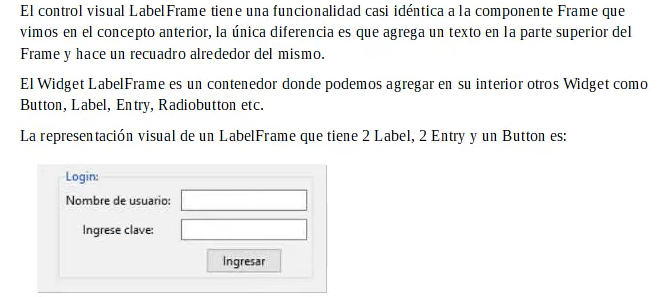 El control visual LabelFrame tiene una funcionalidad casi idéntica a la componente Frame que
vimos en el concepto anterior, la única diferencia es que agrega un texto en la parte superior del
Frame y hace un recuadro alrededor del mismo.
El Widget LabelFrame es un contenedor donde podemos agregar en su interior otros Widget como
Button, Label, Entry, Radiobutton etc.
La representación visual de un LabelFrame que tiene 2 Label, 2 Entry y un Button es:
Login:
Nombre de usuario:
Ingrese clave:
Ingresar